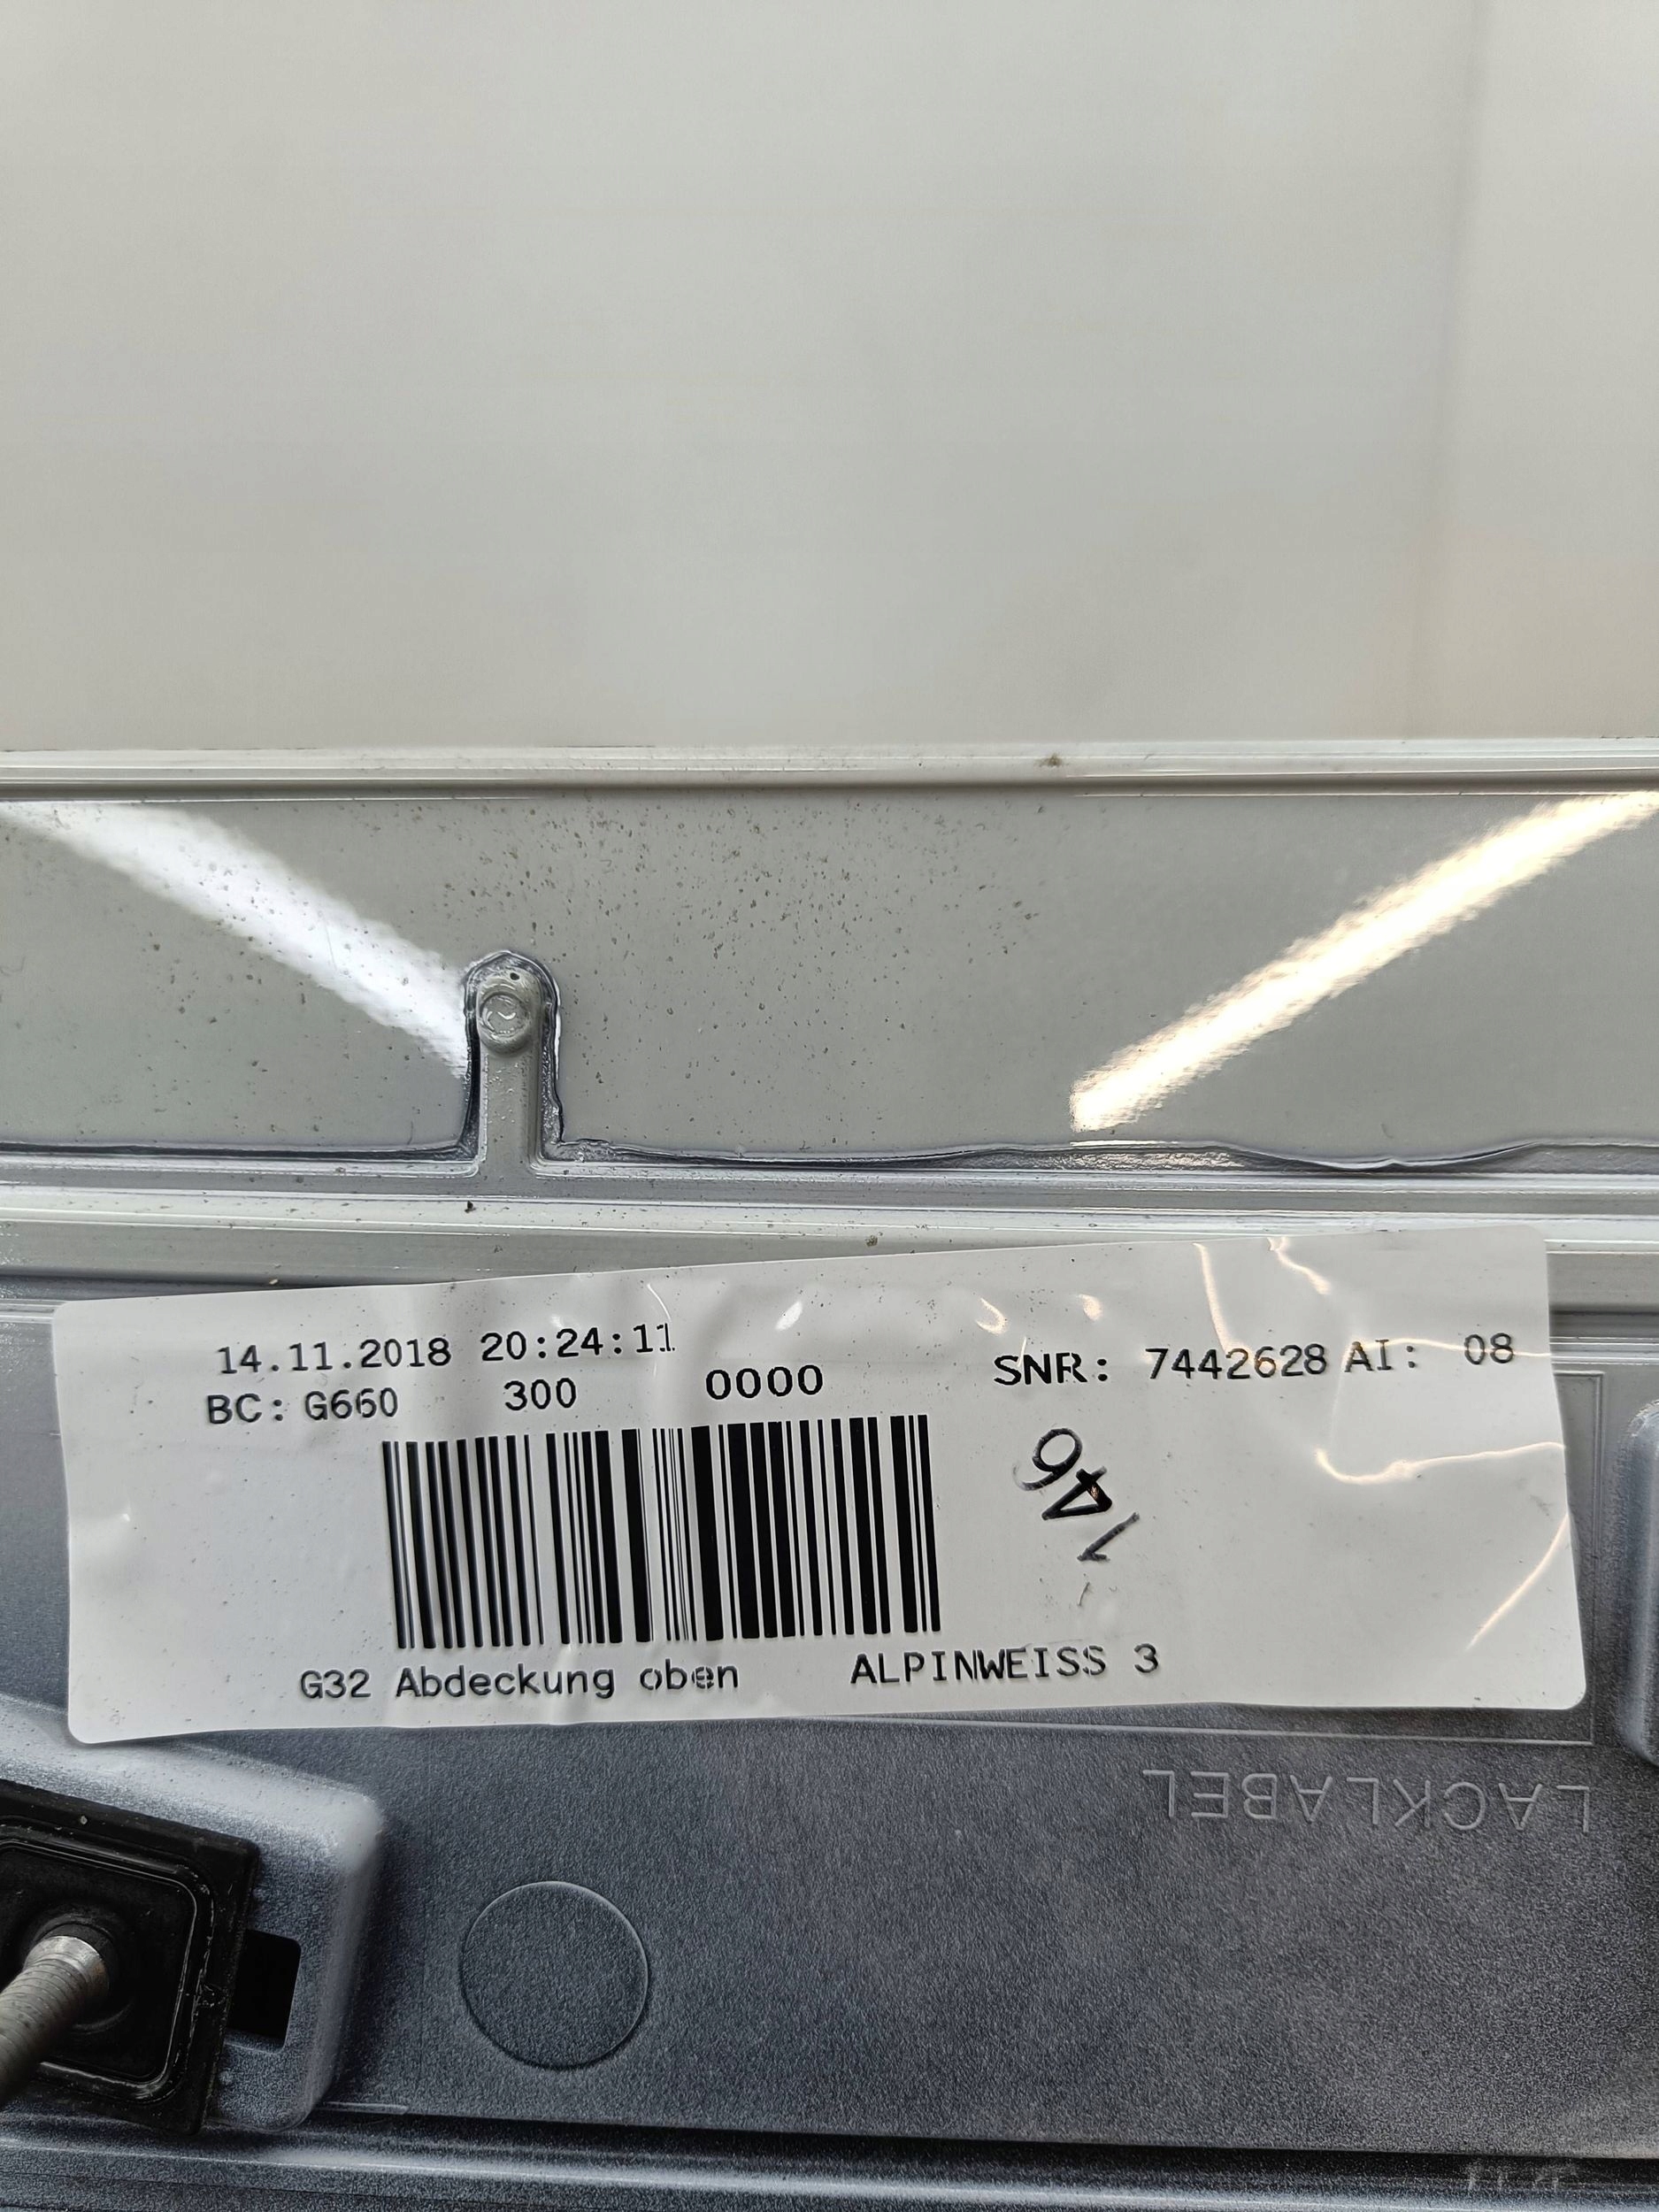 14.11.2018 20:24:11
SNR: 7442628 AI: 08
BC: G660 300 0000
146
G32 Abdeckung oben ALPINWEISS 3
LACKLABEL